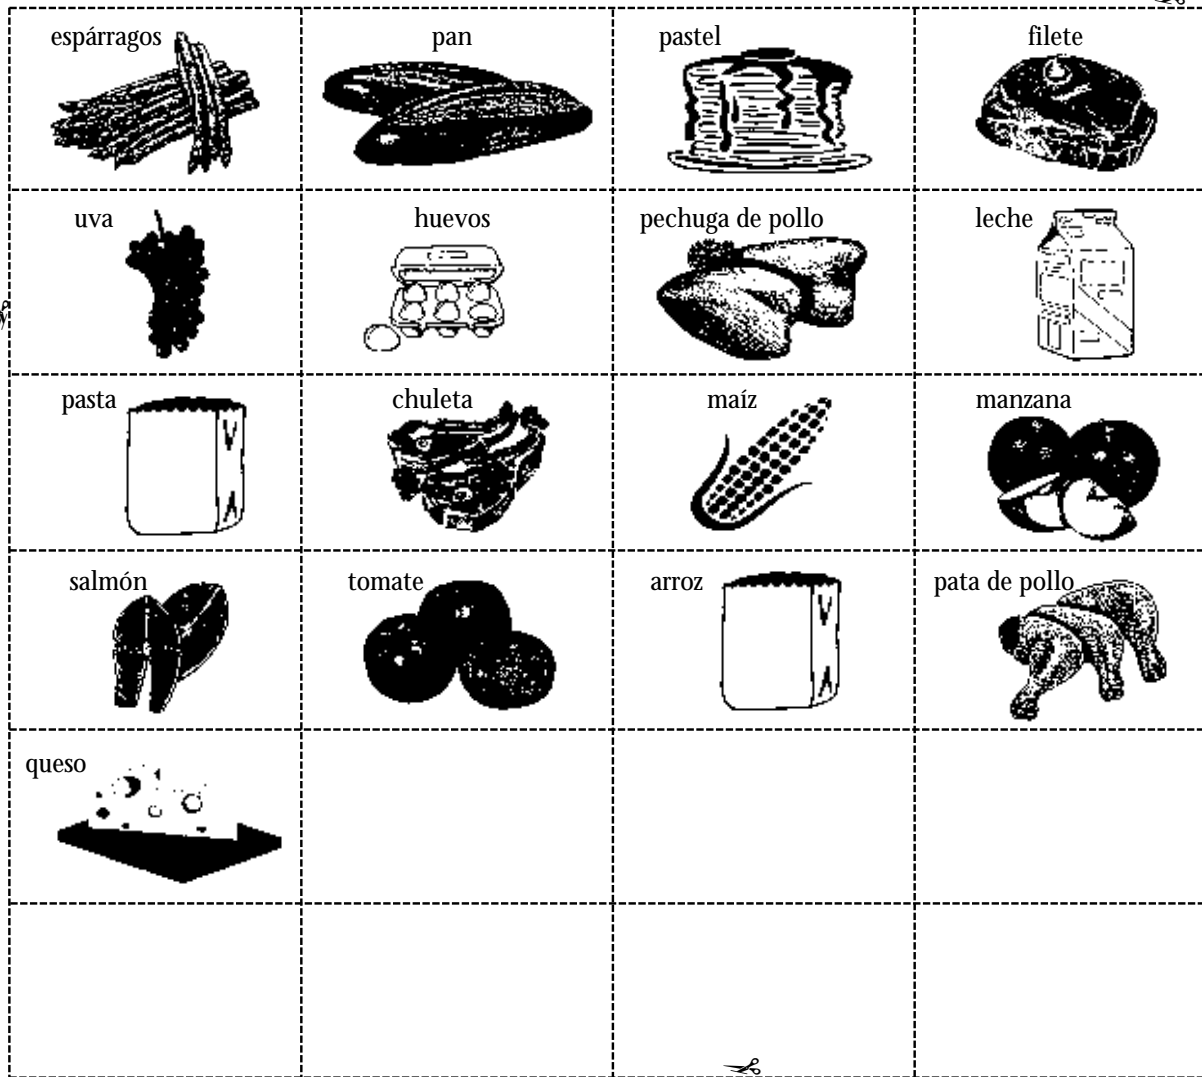 espárragos
pan
pastel
filete
uva
huevos
pechuga de pollo
leche
pasta
chuleta
maíz
manzana
salmón
tomate
arroz
pata de pollo
queso